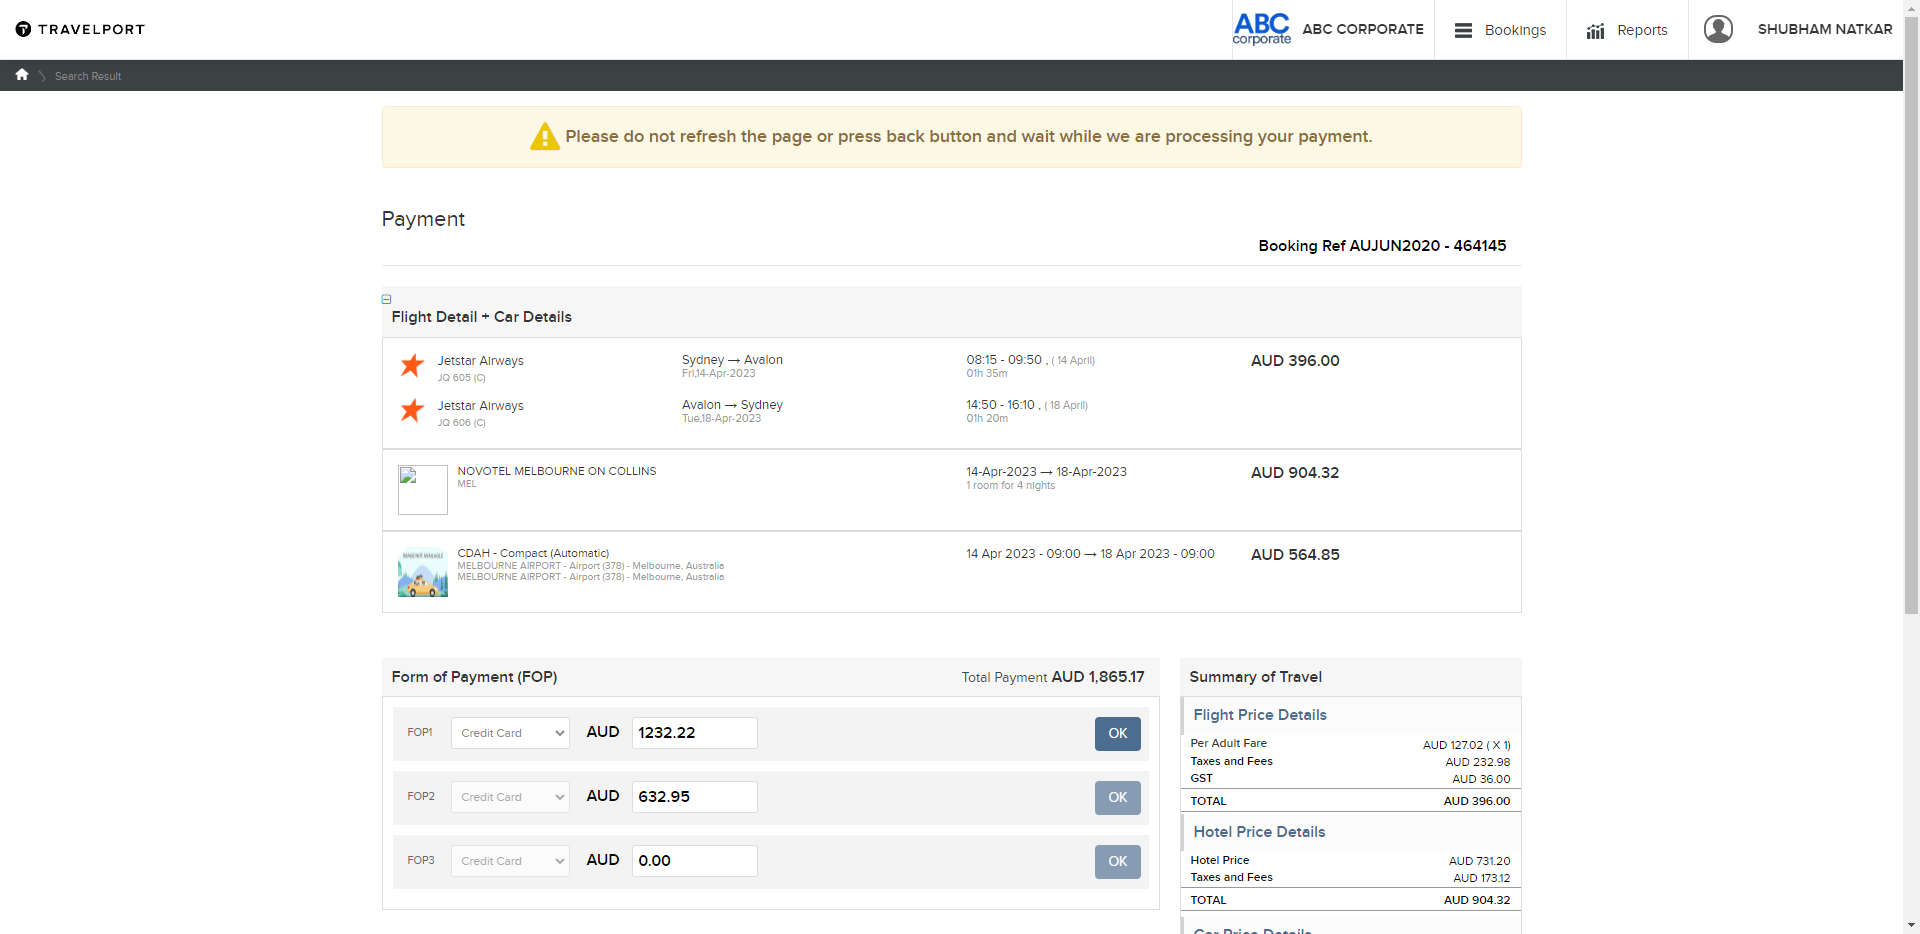 TRAVELPORT
ABC corporate ABC CORPORATE Bookings Reports SHUBHAM NATKAR
Search Result
Please do not refresh the page or press back button and wait while we are processing your payment.
Payment
Booking Ref AUJUN2020 - 464145
Flight Detail + Car Details
Jetstar Airways Sydney → Avalon 08:15 - 09:50 , ( 14 April) AUD 396.00
JQ 605 (C) Fri,14-Apr-2023 01h 35m
Jetstar Airways Avalon → Sydney 14:50 - 16:10 , ( 18 April)
JQ 606 (C) Tue,18-Apr-2023 01h 20m
NOVOTEL MELBOURNE ON COLLINS 14-Apr-2023 → 18-Apr-2023 AUD 904.32
MEL 1 room for 4 nights
IMAGE NOT AVAILABLE
CDAH - Compact (Automatic) 14 Apr 2023 - 09:00 → 18 Apr 2023 - 09:00 AUD 564.85
MELBOURNE AIRPORT - Airport (378) - Melbourne, Australia
MELBOURNE AIRPORT - Airport (378) - Melbourne, Australia
Form of Payment (FOP) Total Payment AUD 1,865.17
FOP1 Credit Card AUD 1232.22 OK
FOP2 Credit Card AUD 632.95 OK
FOP3 Credit Card AUD 0.00 OK
Summary of Travel
Flight Price Details
Per Adult Fare AUD 127.02 ( X 1)
Taxes and Fees AUD 232.98
GST AUD 36.00
TOTAL AUD 396.00
Hotel Price Details
Hotel Price AUD 731.20
Taxes and Fees AUD 173.12
TOTAL AUD 904.32
Car Price Details